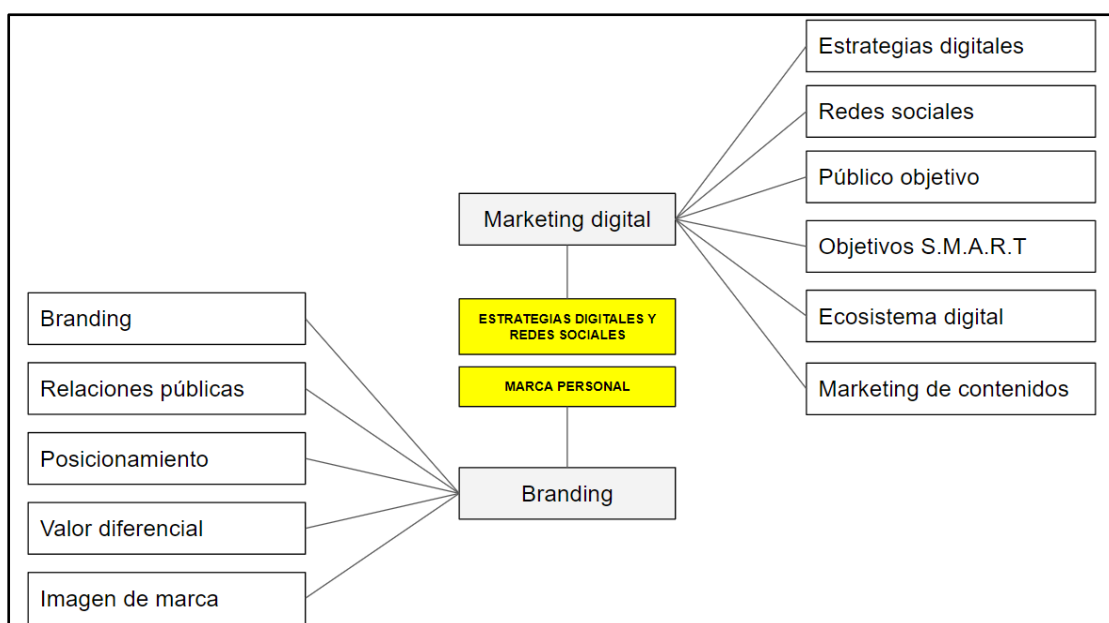 Estrategias digitales
Redes sociales
Público objetivo
Marketing digital
Objetivos S.M.A.R.T
Branding
ESTRATEGIAS DIGITALES Y
REDES SOCIALES
Ecosistema digital
Relaciones públicas
MARCA PERSONAL
Marketing de contenidos
Posicionamiento
Branding
Valor diferencial
Imagen de marca